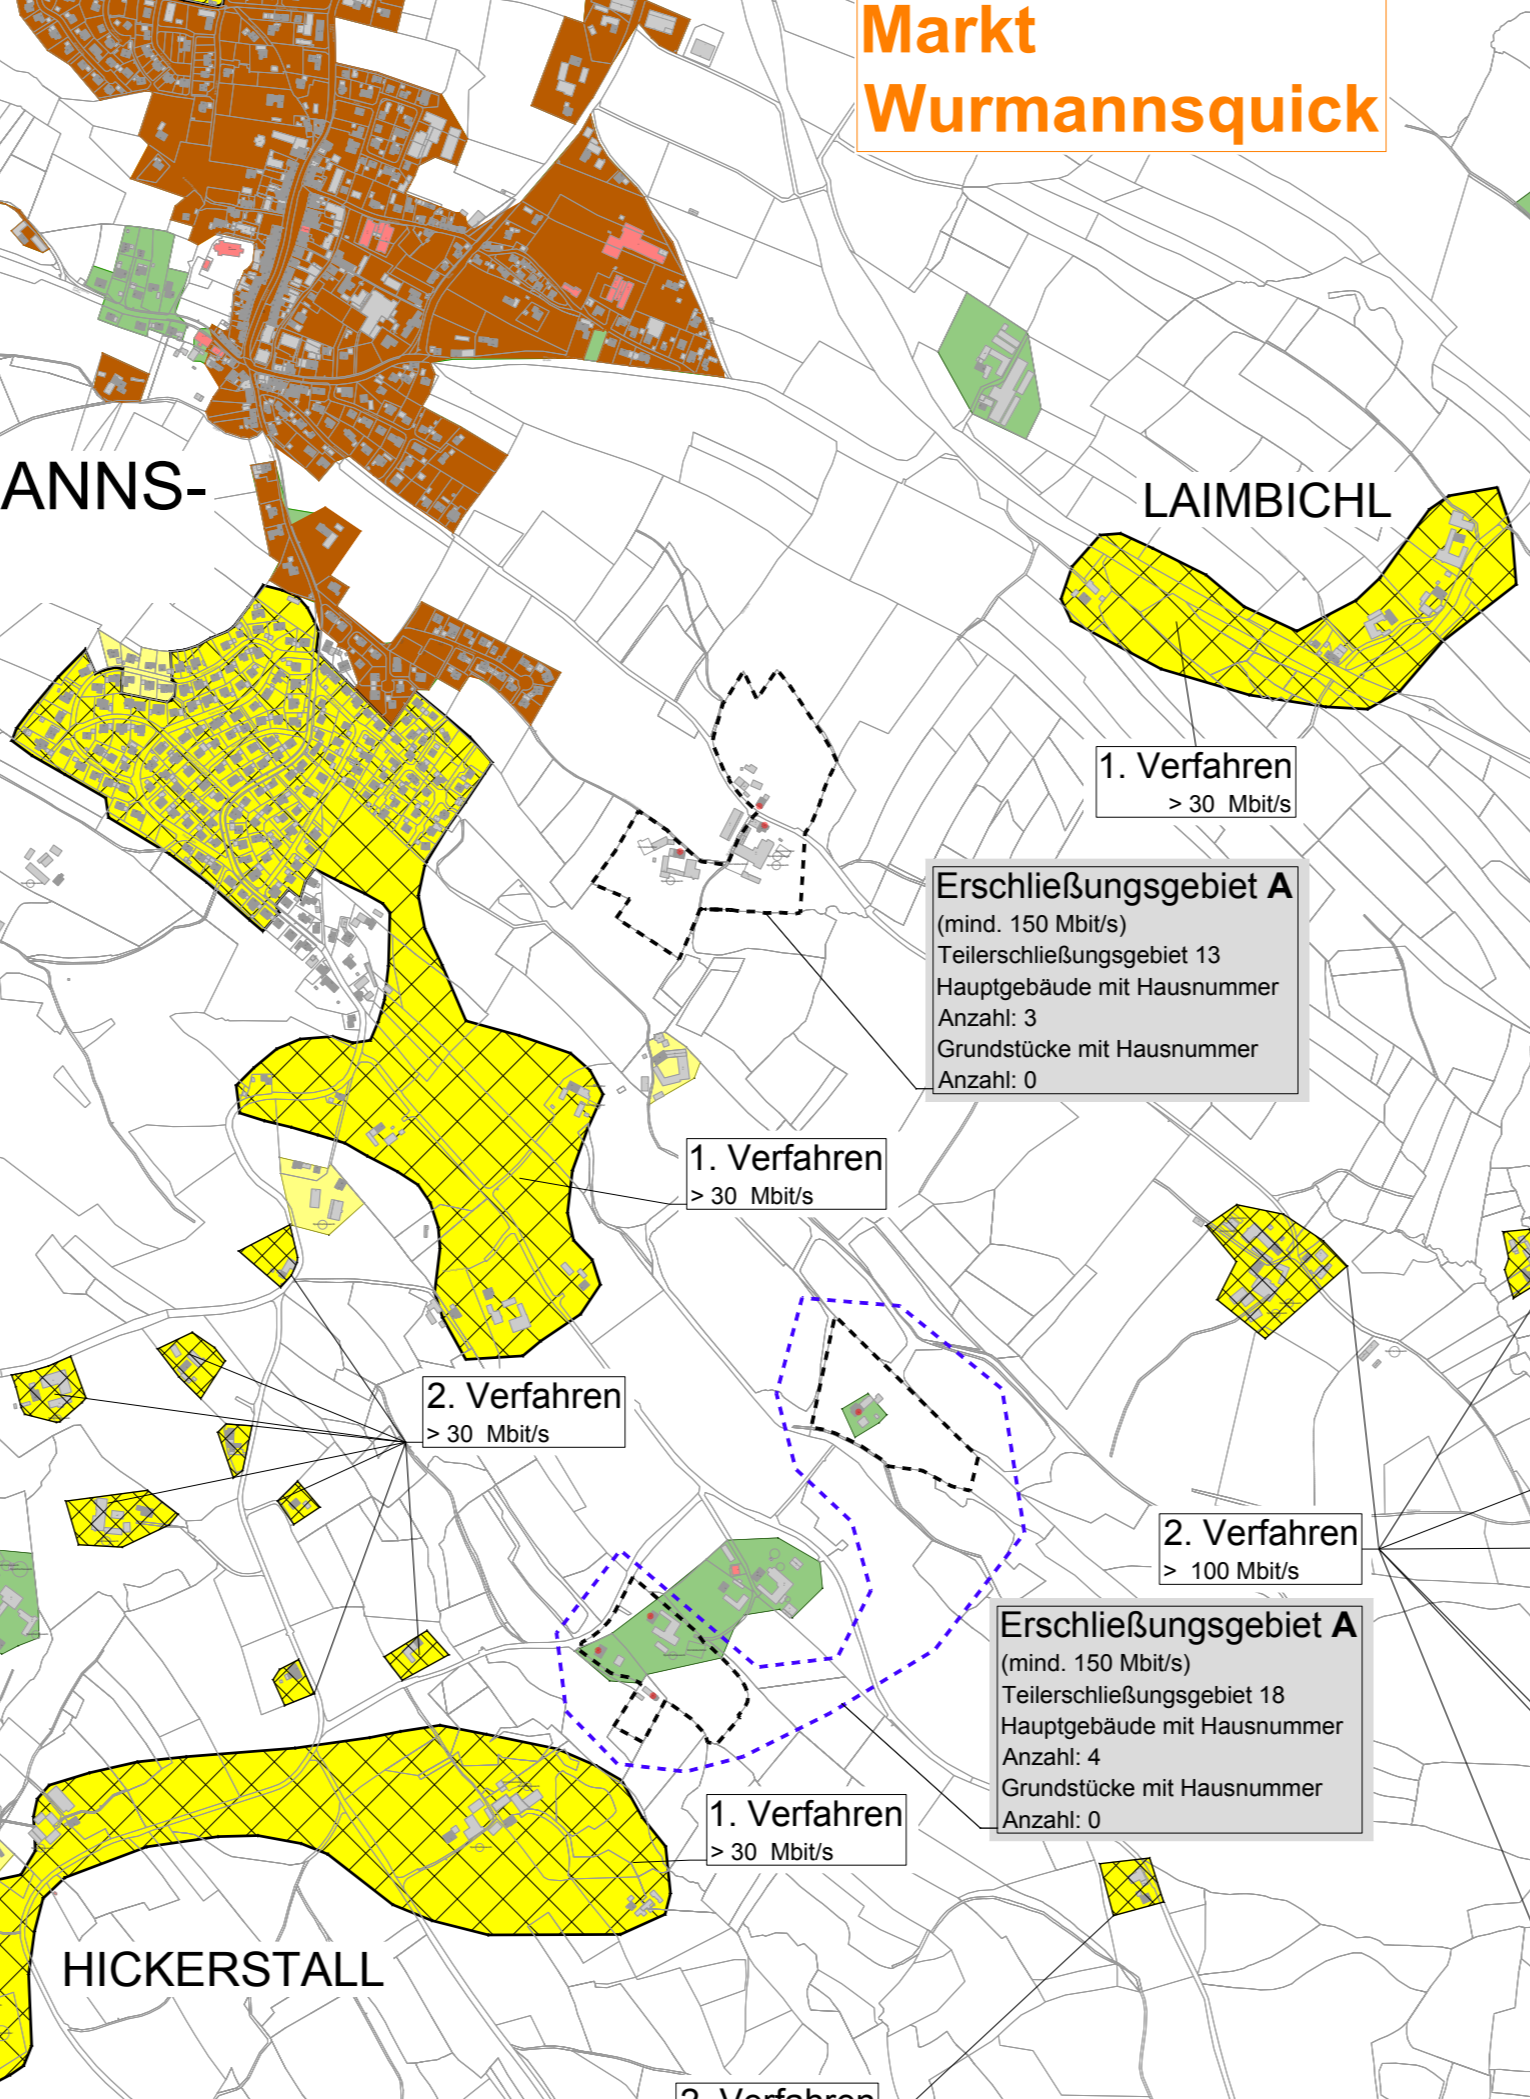 Markt
Wurmannsquick
ANNS-
LAIMBICHL
1. Verfahren
> 30 Mbit/s
Erschließungsgebiet A
(mind. 150 Mbit/s)
Teilerschließungsgebiet 13
Hauptgebäude mit Hausnummer
Anzahl: 3
Grundstücke mit Hausnummer
Anzahl: 0
1. Verfahren
> 30 Mbit/s
2. Verfahren
> 30 Mbit/s
2. Verfahren
> 100 Mbit/s
Erschließungsgebiet A
(mind. 150 Mbit/s)
Teilerschließungsgebiet 18
Hauptgebäude mit Hausnummer
Anzahl: 4
Grundstücke mit Hausnummer
Anzahl: 0
1. Verfahren
> 30 Mbit/s
HICKERSTALL
2. Verfahren